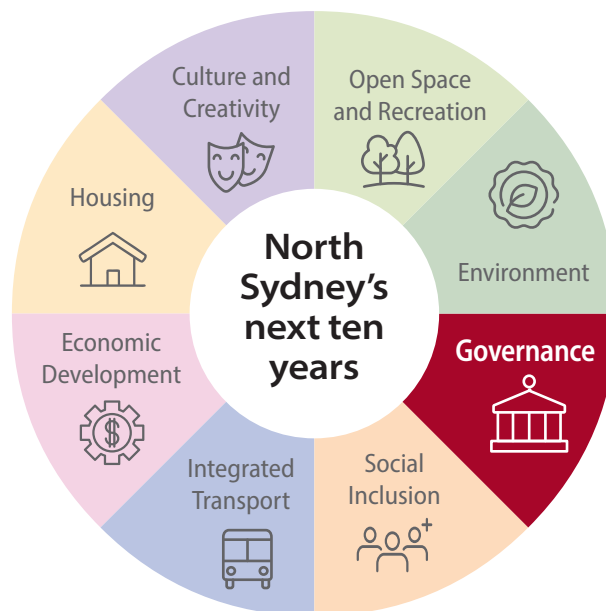 Culture and
Creativity
Open Space
and Recreation
Housing
Environment
North
Sydney's
next ten
years
Economic
Development
Governance
Integrated
Transport
Social
Inclusion